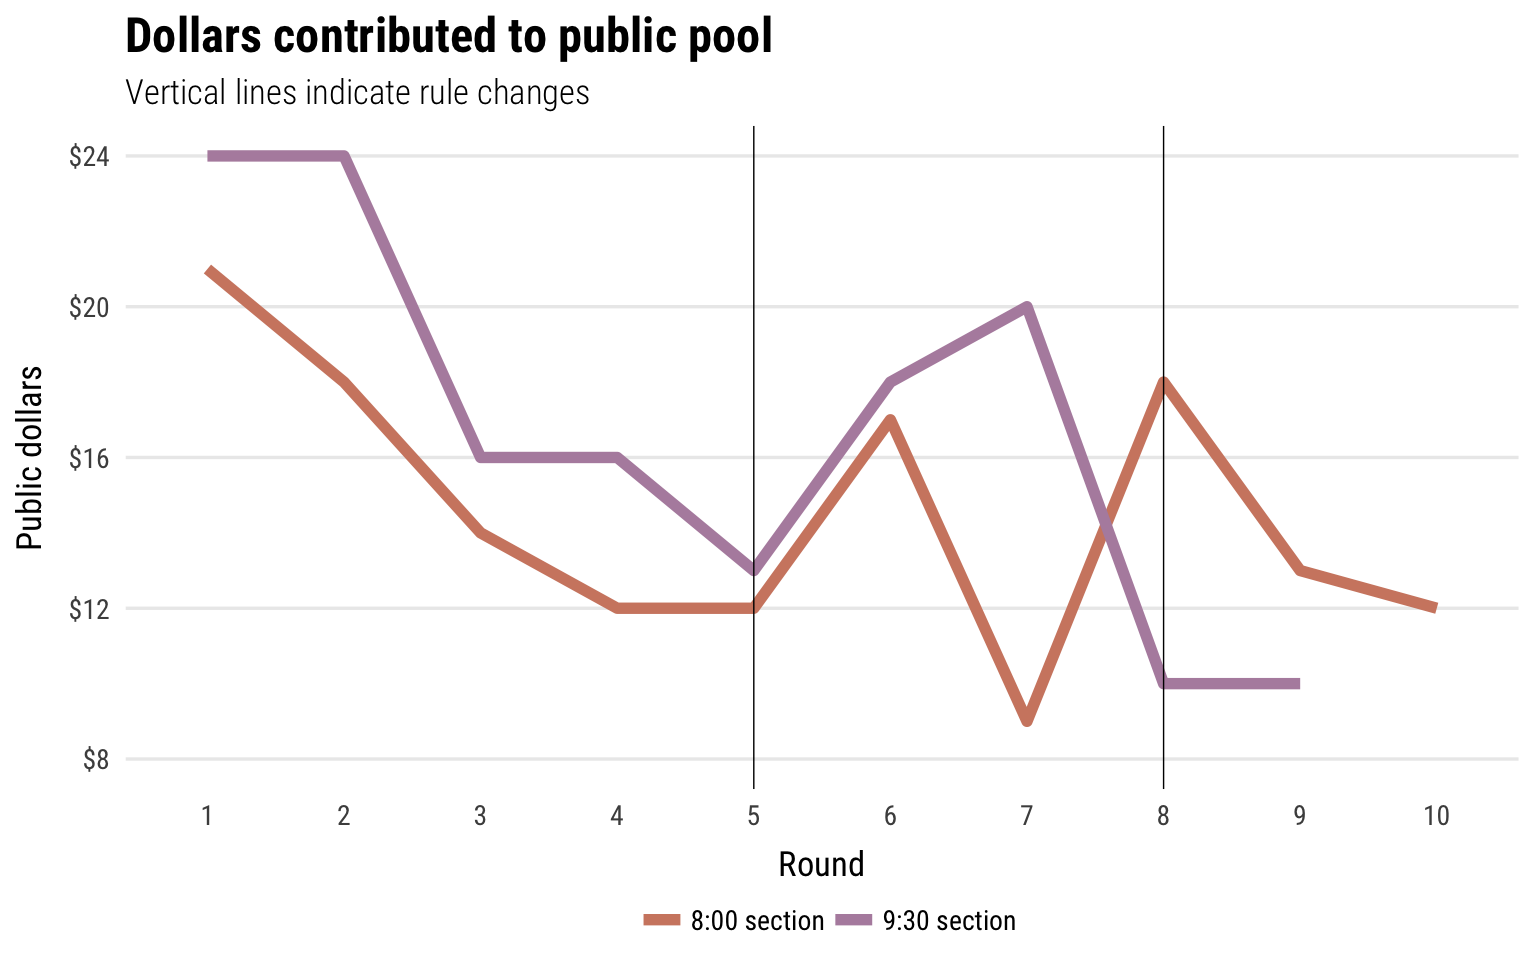 Dollars contributed to public pool
Vertical lines indicate rule changes
$24
$20
$16
$12
$8
Public dollars
1 2 3 4 5 6 7 8 9 10
Round
8:00 section 9:30 section